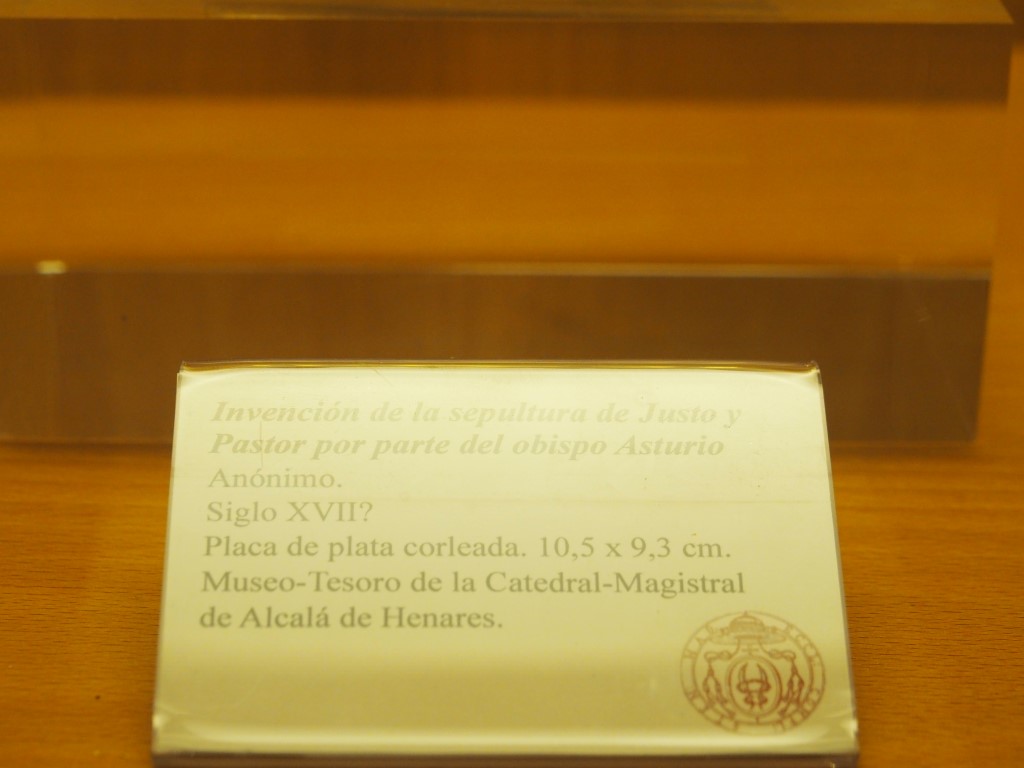 Invención de la sepultura de Justo y
Pastor por parte del obispo Asturio
Anónimo.
Siglo XVII?
Placa de plata corleada. 10,5 x 9,3 cm.
Museo-Tesoro de la Catedral-Magistral
de Alcalá de Henares.